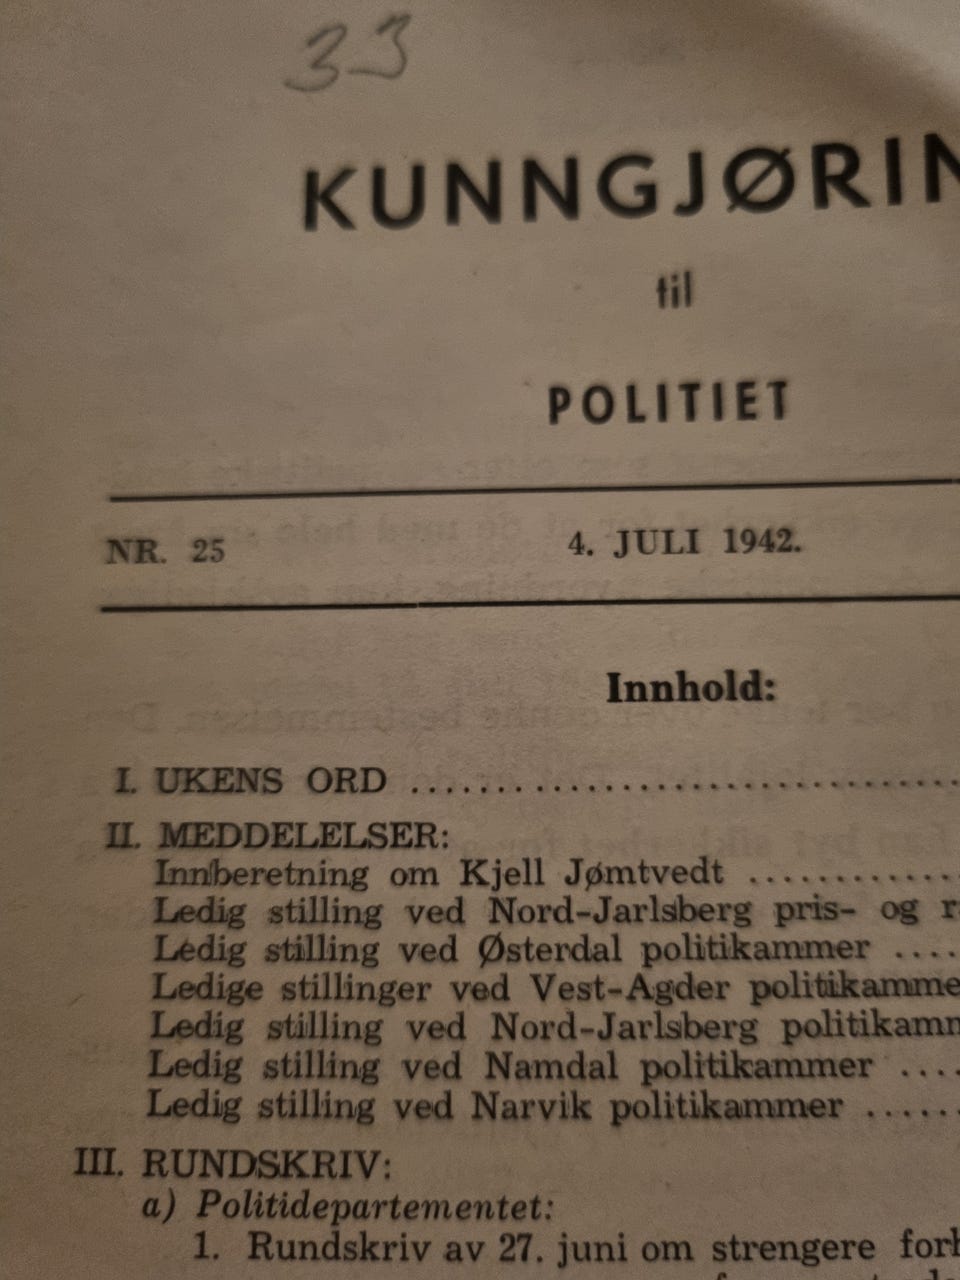 33
KUNNGJØRIN
til
POLITIET
NR. 25 4. JULI 1942.
Innhold:
I. UKENS ORD ........................
II. MEDDELELSER:
Innberetning om Kjell Jømtvedt .............
Ledig stilling ved Nord-Jarlsberg pris- og r
Ledig stilling ved Østerdal politikammer ....
Ledige stillinger ved Vest-Agder politikamme
Ledig stilling ved Nord-Jarlsberg politikamm
Ledig stilling ved Namdal politikammer ....
Ledig stilling ved Narvik politikammer ......
III. RUNDSKRIV:
a) Politidepartementet:
1. Rundskriv av 27. juni om strengere forh